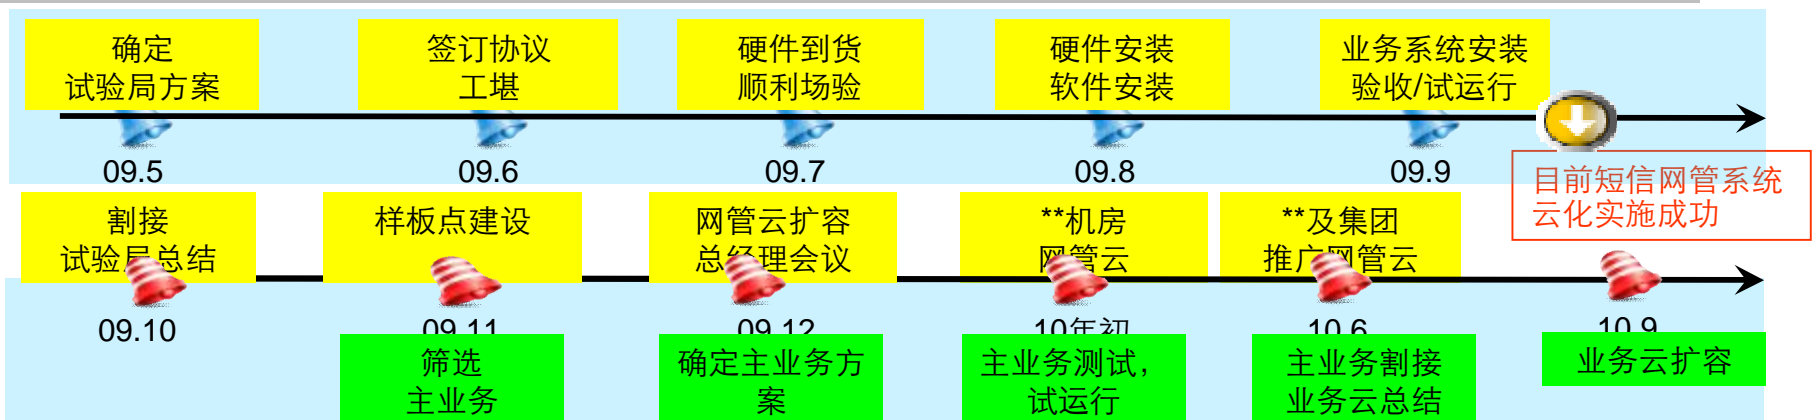 确定
试验局方案
签订协议
工堪
硬件到货
顺利场验
硬件安装
软件安装
业务系统安装
验收/试运行
09.5
09.6
09.7
09.8
09.9
目前短信网管系统
云化实施成功
割接
试验局总结
样板点建设
网管云扩容
总经理会议
**机房
网管云
**及集团
推广网管云
09.10
09.11
09.12
10年初
10.6
10.9
筛选
主业务
确定主业务方
案
主业务测试，
试运行
主业务割接
业务云总结
业务云扩容